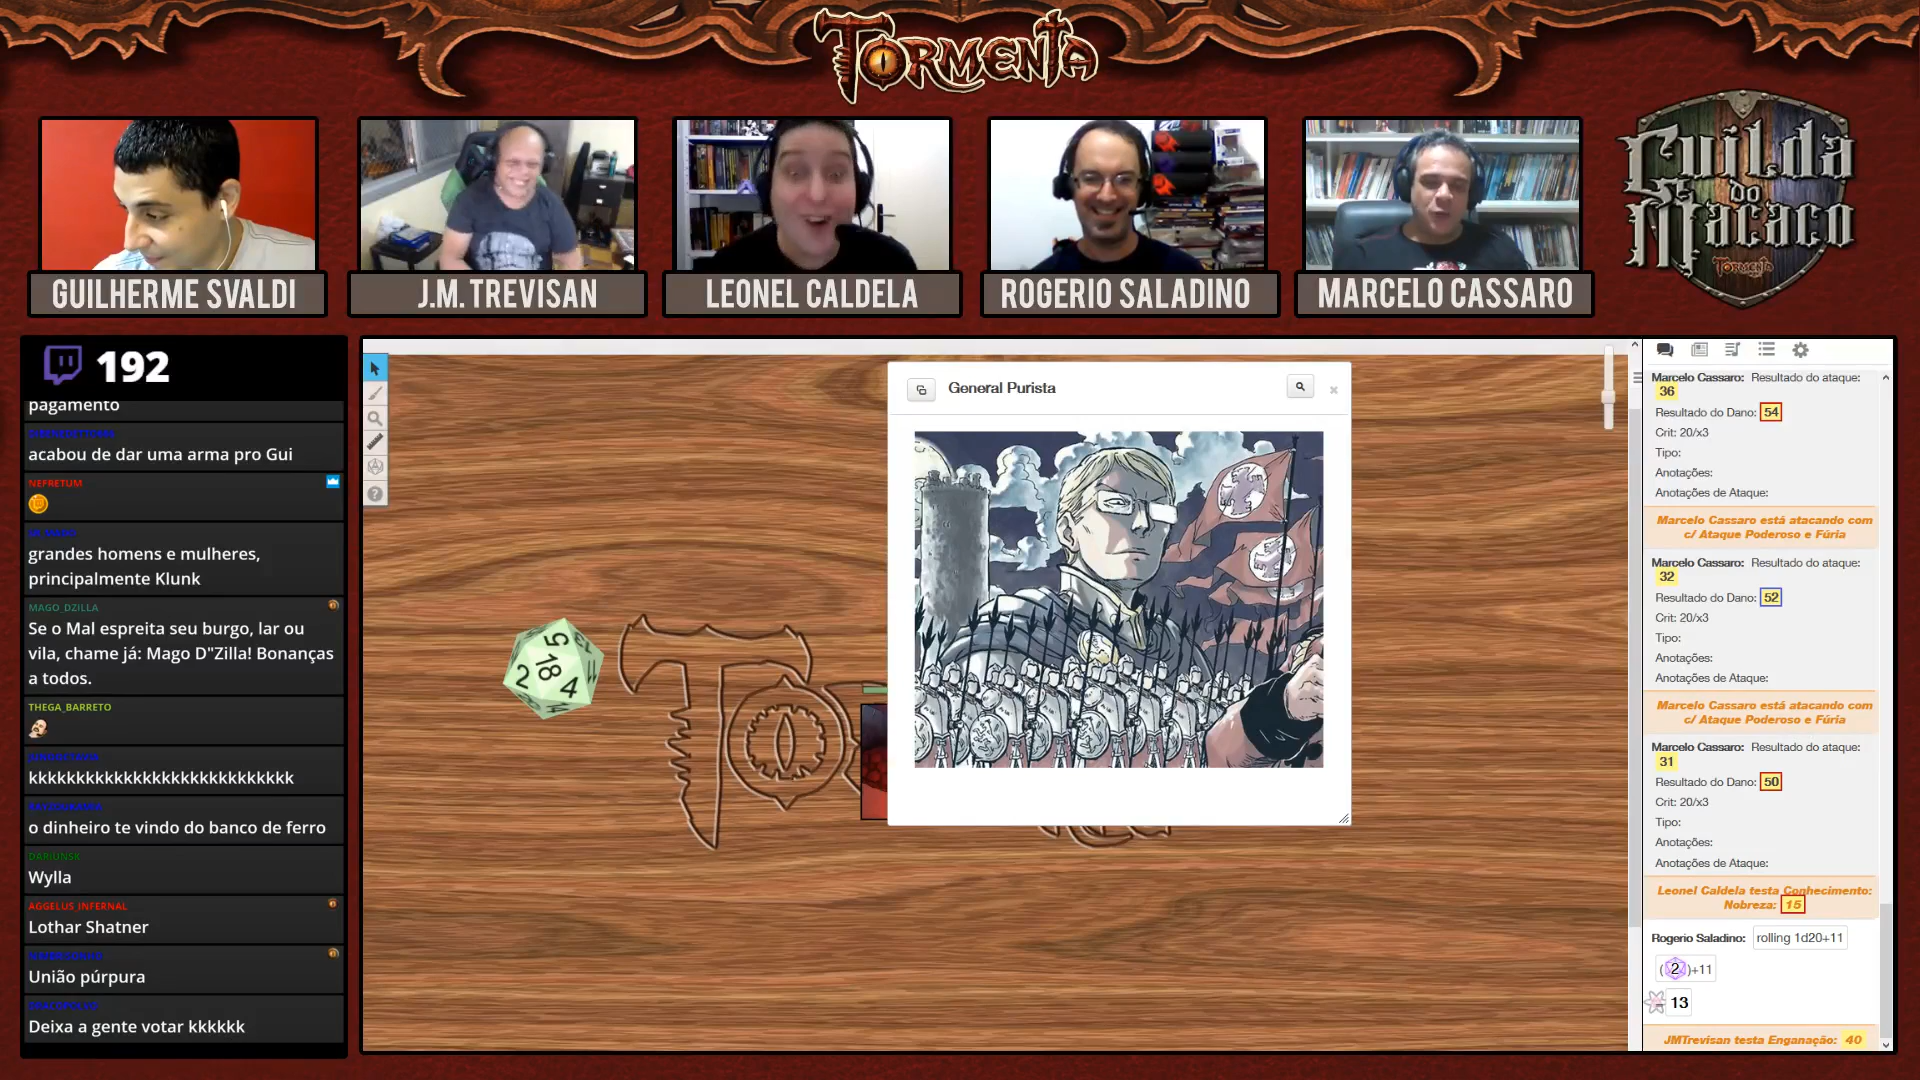 TORMENTA
Guilda
do
Macaco
TORMENTA
GUILHERME SVALDI
J.M. TREVISAN
LEONEL CALDELA
ROGERIO SALADINO
MARCELO CASSARO
192
pagamento
acabou de dar uma arma pro Gui
NEFRETUM
grandes homens e mulheres,
principalmente Klunk
MAGO_DZILLA
Se o Mal espreita seu burgo, lar ou
vila, chame já: Mago D"Zilla! Bonanças
a todos.
THEGA_BARRETO
kkkkkkkkkkkkkkkkkkkkkkkkkkkk
o dinheiro te vindo do banco de ferro
DARIUNSK
Wylla
AGGELUS_INFERNAL
Lothar Shatner
União púrpura
Deixa a gente votar kkkkkk
5
18
2
4
General Purista
Marcelo Cassaro: Resultado do ataque:
36
Resultado do Dano: 54
Crit: 20/x3
Tipo:
Anotações:
Anotações de Ataque:
Marcelo Cassaro está atacando com
c/ Ataque Poderoso e Fúria
Marcelo Cassaro: Resultado do ataque:
32
Resultado do Dano: 52
Crit: 20/x3
Tipo:
Anotações:
Anotações de Ataque:
Marcelo Cassaro está atacando com
c/ Ataque Poderoso e Fúria
Marcelo Cassaro: Resultado do ataque:
31
Resultado do Dano: 50
Crit: 20/x3
Tipo:
Anotações:
Anotações de Ataque:
Leonel Caldela testa Conhecimento:
Nobreza: 15
Rogerio Saladino: rolling 1d20+11
(2)+11
13
JMTrevisan testa Enganação: 40